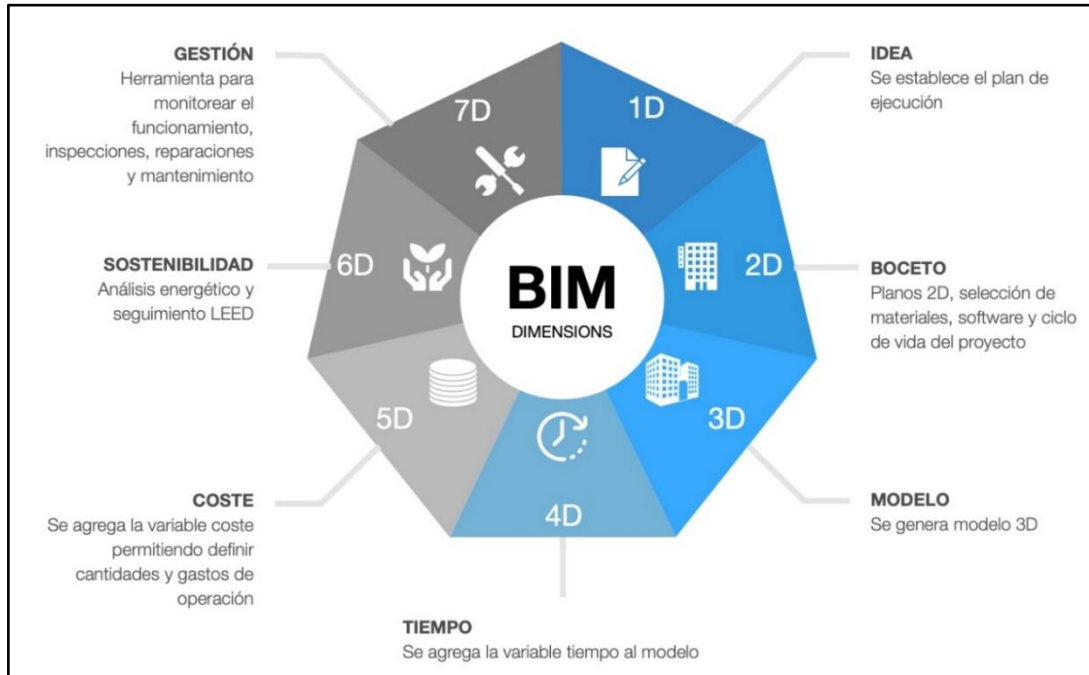 1D
IDEA
Se establece el plan de
ejecución
2D
BOCETO
Planos 2D, selección de
materiales, software y ciclo
de vida del proyecto
3D
MODELO
Se genera modelo 3D
4D
TIEMPO
Se agrega la variable tiempo al modelo
5D
COSTE
Se agrega la variable coste
permitiendo definir
cantidades y gastos de
operación
6D
SOSTENIBILIDAD
Análisis energético y
seguimiento LEED
7D
GESTIÓN
Herramienta para
monitorear el
funcionamiento,
inspecciones, reparaciones
y mantenimiento
BIM
DIMENSIONS